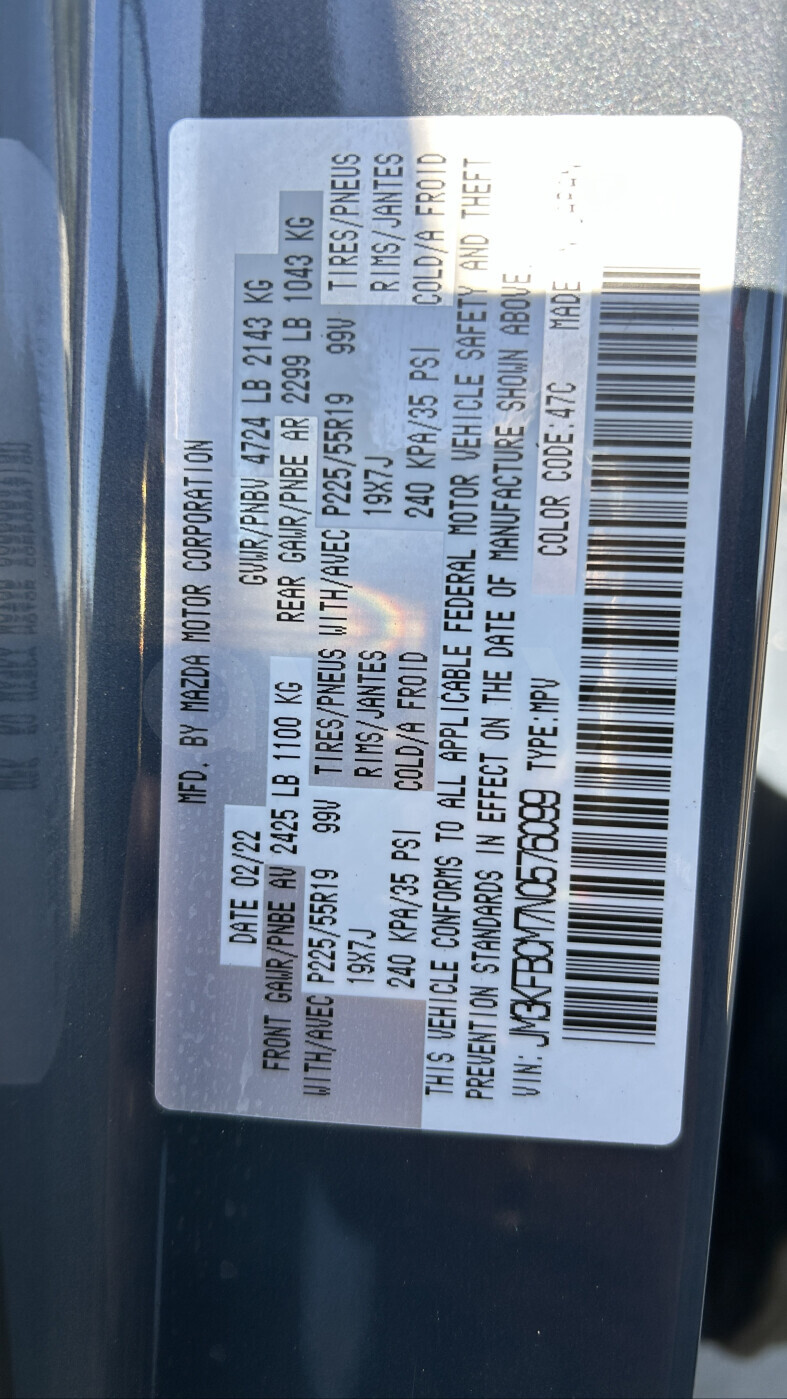 MFD. BY MAZDA MOTOR CORPORATION
DATE 02/22 GVWR/PNBV 4724 LB 2143 KG
FRONT GAWR/PNBE AV 2425 LB 1100 KG REAR GAWR/PNBE AR 2299 LB 1043 KG
WITH/AVEC P225/55R19 99V TIRES/PNEUS WITH/AVEC P225/55R19 99V TIRES/PNEUS
19X7J RIMS/JANTES 19X7J RIMS/JANTES
240 KPA/35 PSI COLD/A FROID 240 KPA/35 PSI COLD/A FROID
THIS VEHICLE CONFORMS TO ALL APPLICABLE FEDERAL MOTOR VEHICLE SAFETY AND THEFT
PREVENTION STANDARDS IN EFFECT ON THE DATE OF MANUFACTURE SHOWN ABOVE.
VIN: JM3KFBCM7N0576099 TYPE:MPV COLOR CODE:47C MADE IN JAPAN